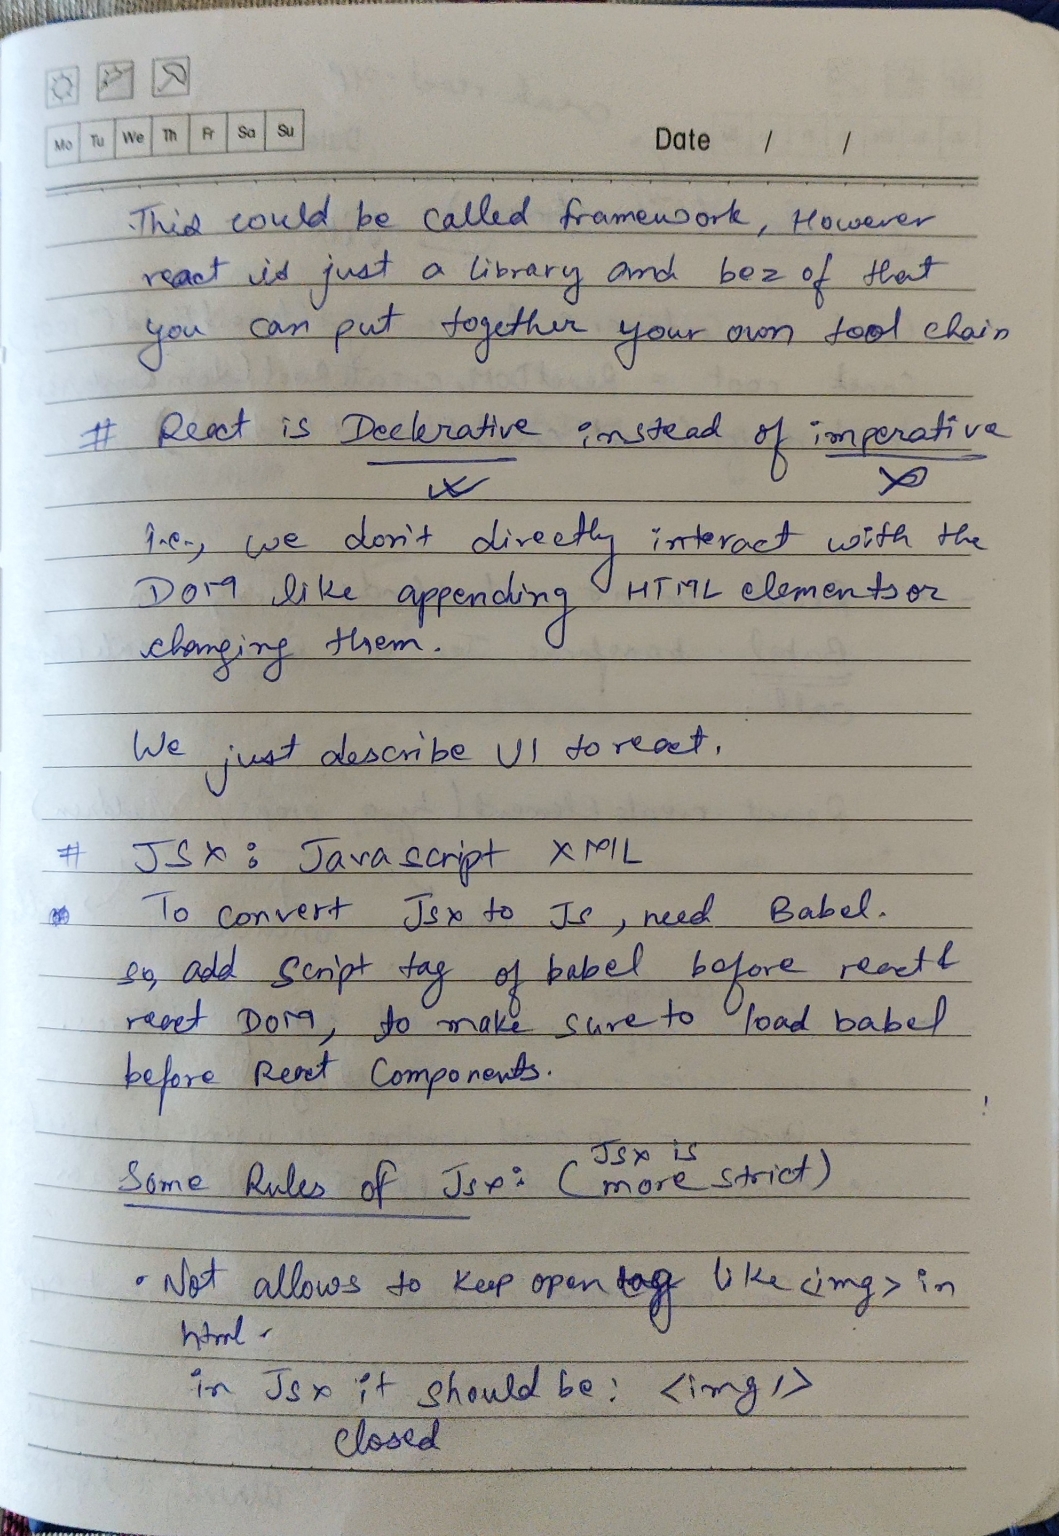 Mo Tu We Th Fr Sa Su
Date / /
This could be called framework, However
react is just a library and bez of that
you can put together your own tool chain
# React is Declerative instead of imperative
i.e., we don't directly interact with the
DOM like appending HTML elements or
changing them.
We just describe UI to react.
# JSX: Javascript XML
To convert Jsx to Js, need Babel.
so, add script tag of babel before react &
react DOM, to make sure to load babel
before React Components.
Some Rules of Jsx: (Jsx is more strict)
• Not allows to keep open tag like <img> in
html.
in Jsx it should be: <img />
closed